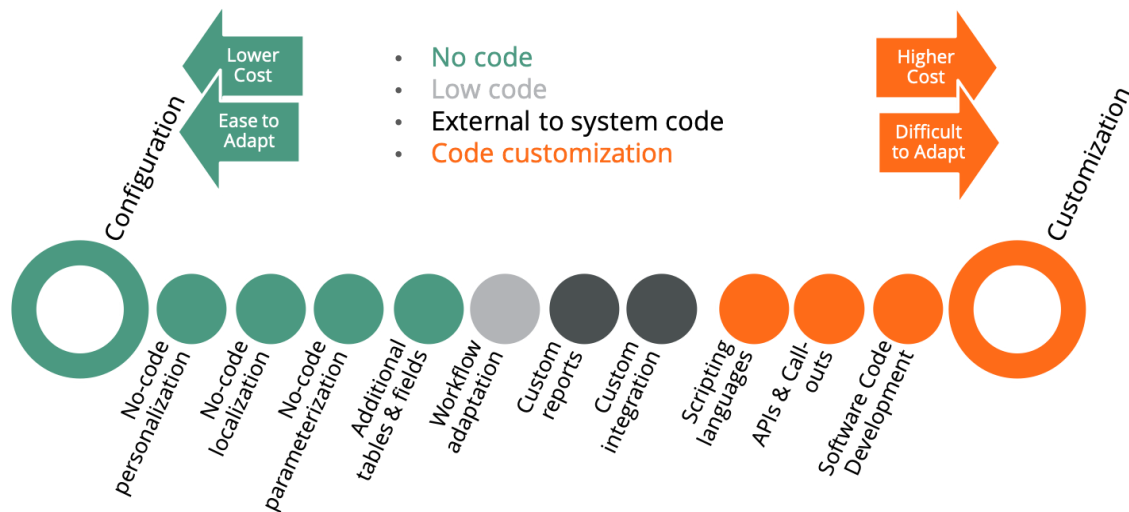 Lower
Cost
Ease to
Adapt
• No code
• Low code
• External to system code
• Code customization
Higher
Cost
Difficult
to Adapt
Configuration
Customization
No-code
personalization
No-code
localization
No-code
parameterization
Additional
tables & fields
Workflow
adaptation
Custom
reports
Custom
integration
Scripting
languages
APIs & Call-
outs
Software Code
Development